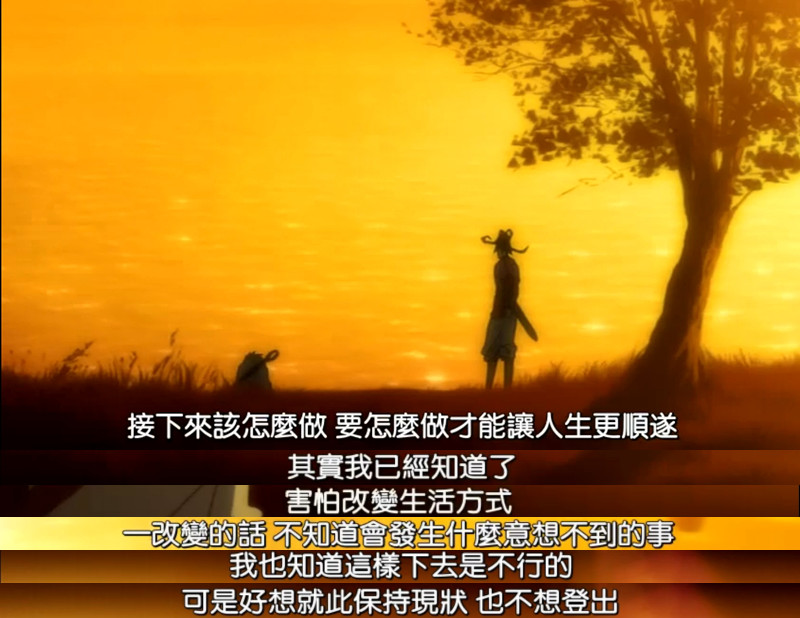 接下來該怎麼做 要怎麼做才能讓人生更順遂
其實我已經知道了
害怕改變生活方式
一改變的話 不知道會發生什麼意想不到的事
我也知道這樣下去是不行的
可是好想就此保持現狀 也不想登出